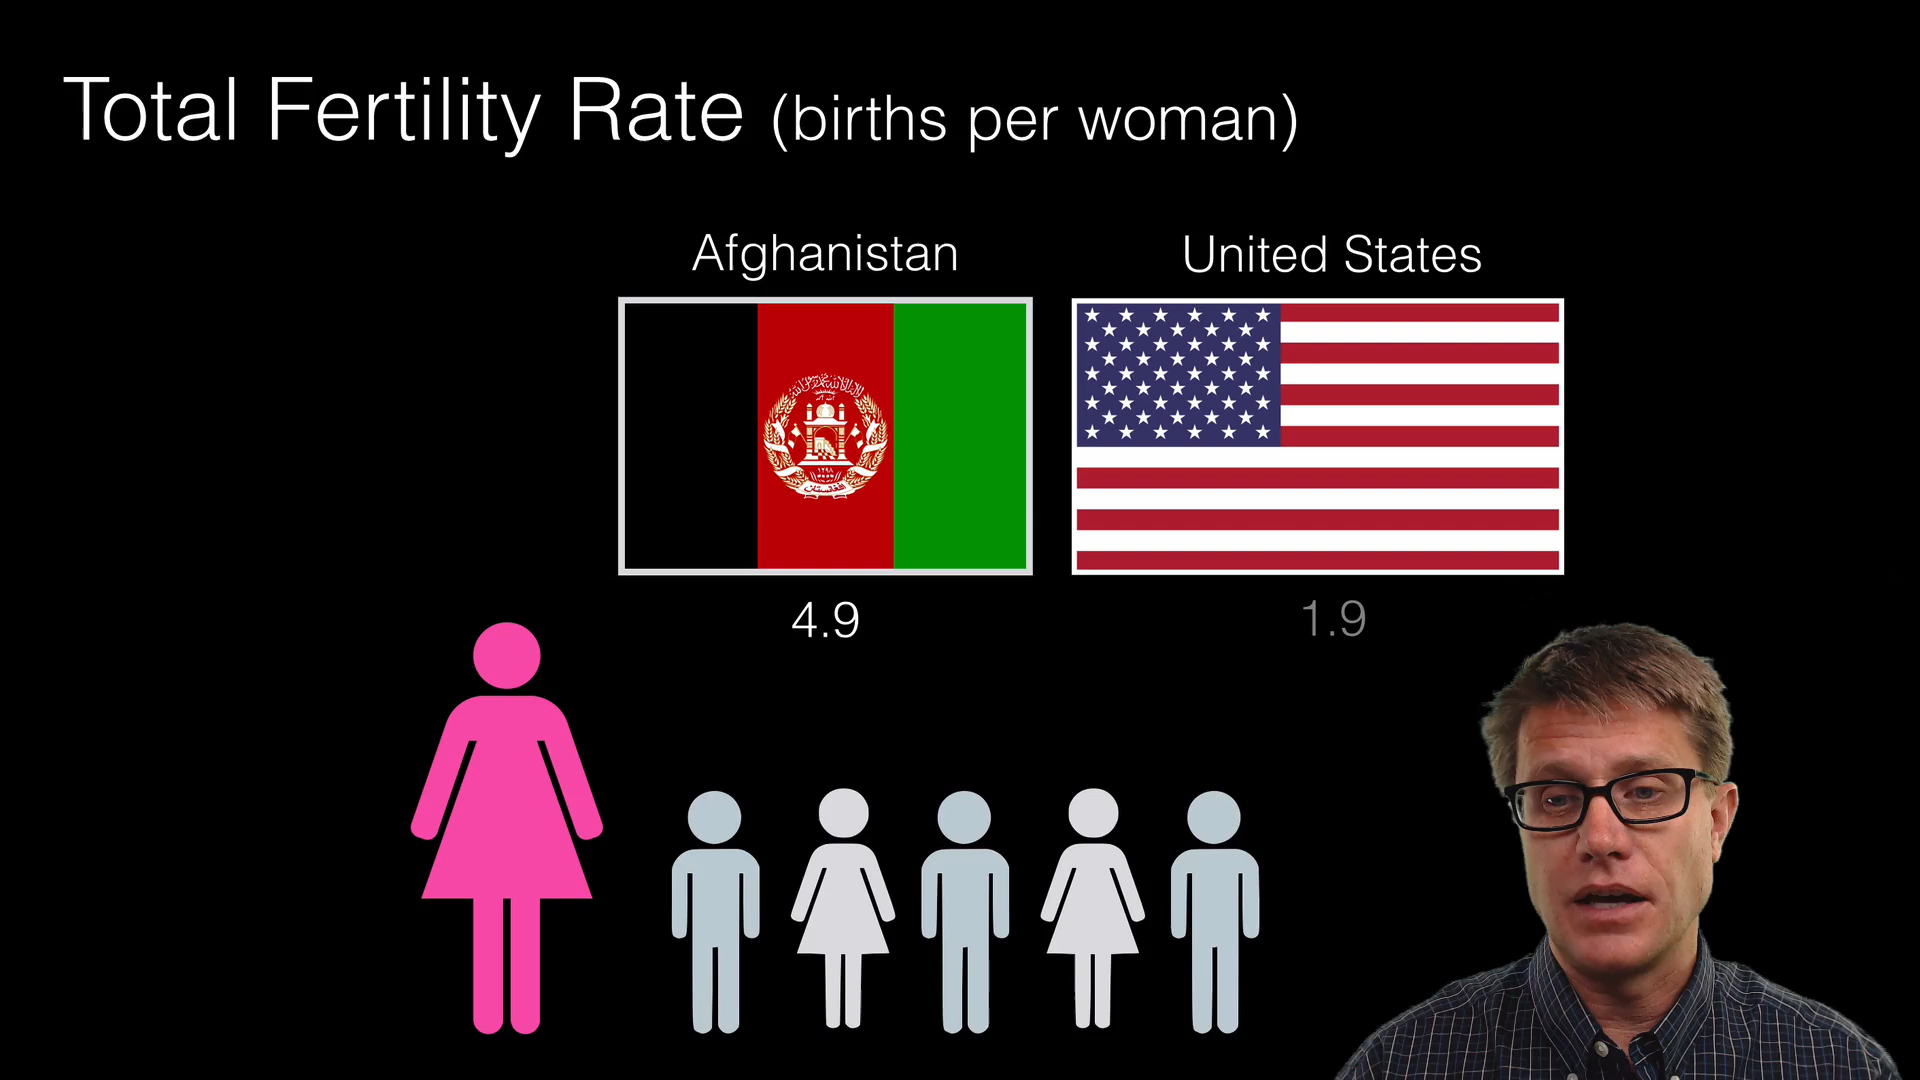 Total Fertility Rate (births per woman)
Afghanistan
United States
4.9
1.9